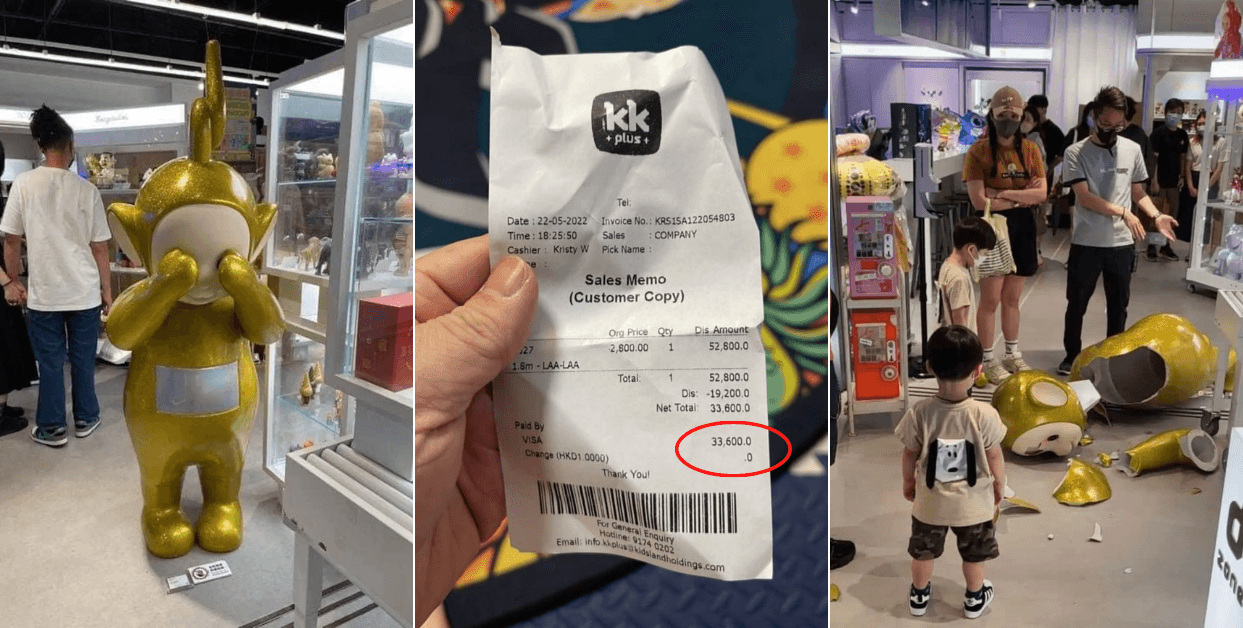 kk
+ plus +
Tel:
Date : 22-05-2022 Invoice No. : KRS1SA122054803
Time : 18:25:50 Sales : COMPANY
Cashier : Kristy W Pick Name :
Sales Memo
(Customer Copy)
Org Price Qty Dis Amount
2,800.00 1 52,800.0
1.8m - LAA-LAA
Total: 1 52,800.0
Dis: -19,200.0
Net Total: 33,600.0
Paid By
VISA 33,600.0
Change (HKD1.0000) .0
Thank You!
For General Enquiry
Hotline: 9174 0202
Email: info.kkplus@kidslandholdings.com
zone